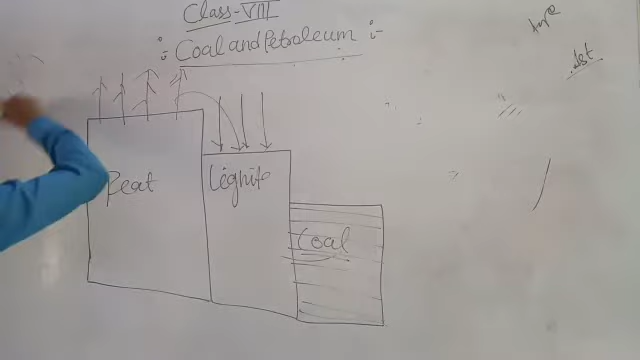 Class-VIII
Coal and Petroleum
Peat
Lignite
Coal